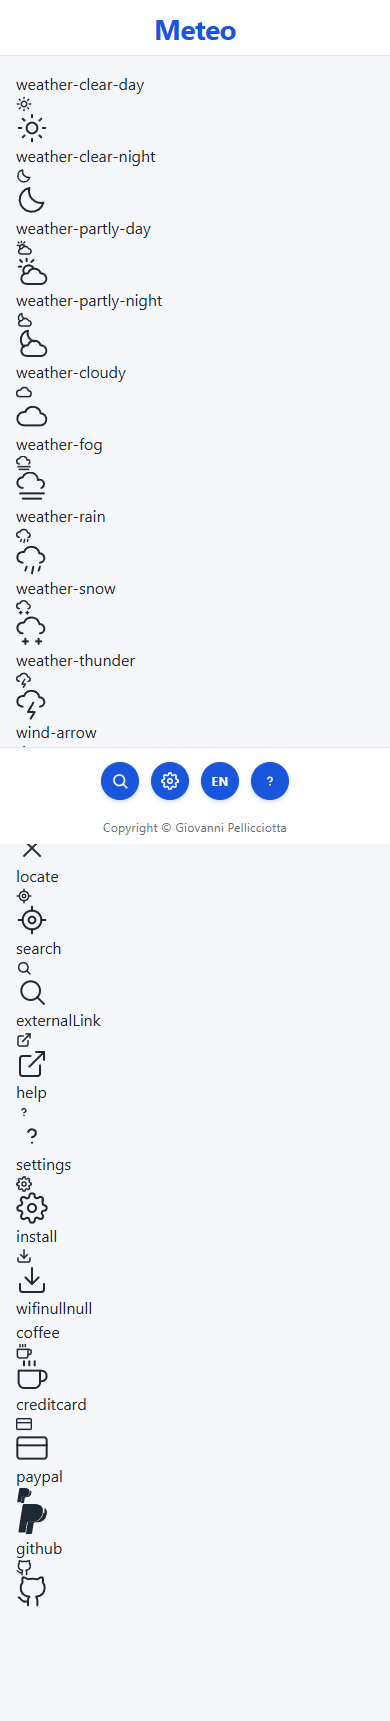 Meteo
weather-clear-day
weather-clear-night
weather-partly-day
weather-partly-night
weather-cloudy
weather-fog
weather-rain
weather-snow
weather-thunder
wind-arrow
EN
?
Copyright © Giovanni Pellicciotta
locate
search
externalLink
help
?
?
settings
install
wifinullnull
coffee
creditcard
paypal
github